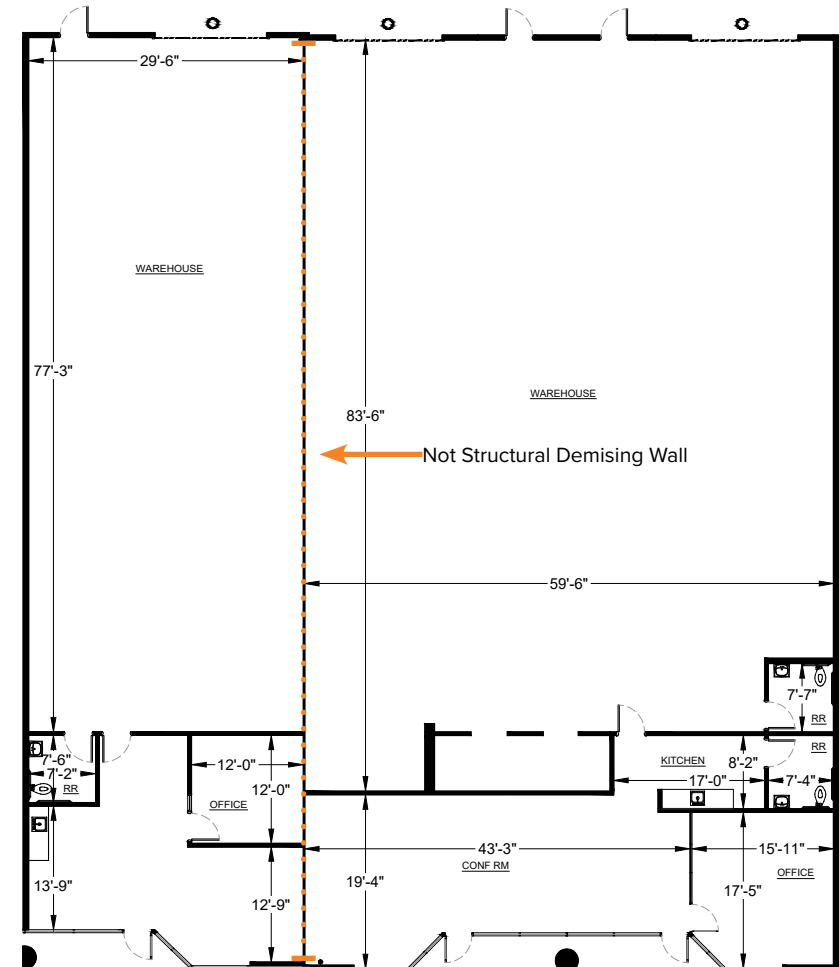 29'-6"
WAREHOUSE
77'-3"
WAREHOUSE
83'-6"
Not Structural Demising Wall
59'-6"
7'-7"
RR
7'-6"
7'-2"
RR
12'-0"
12'-0"
OFFICE
KITCHEN
8'-2"
17'-0"
RR
7'-4"
13'-9"
12'-9"
43'-3"
CONF RM
19'-4"
15'-11"
OFFICE
17'-5"